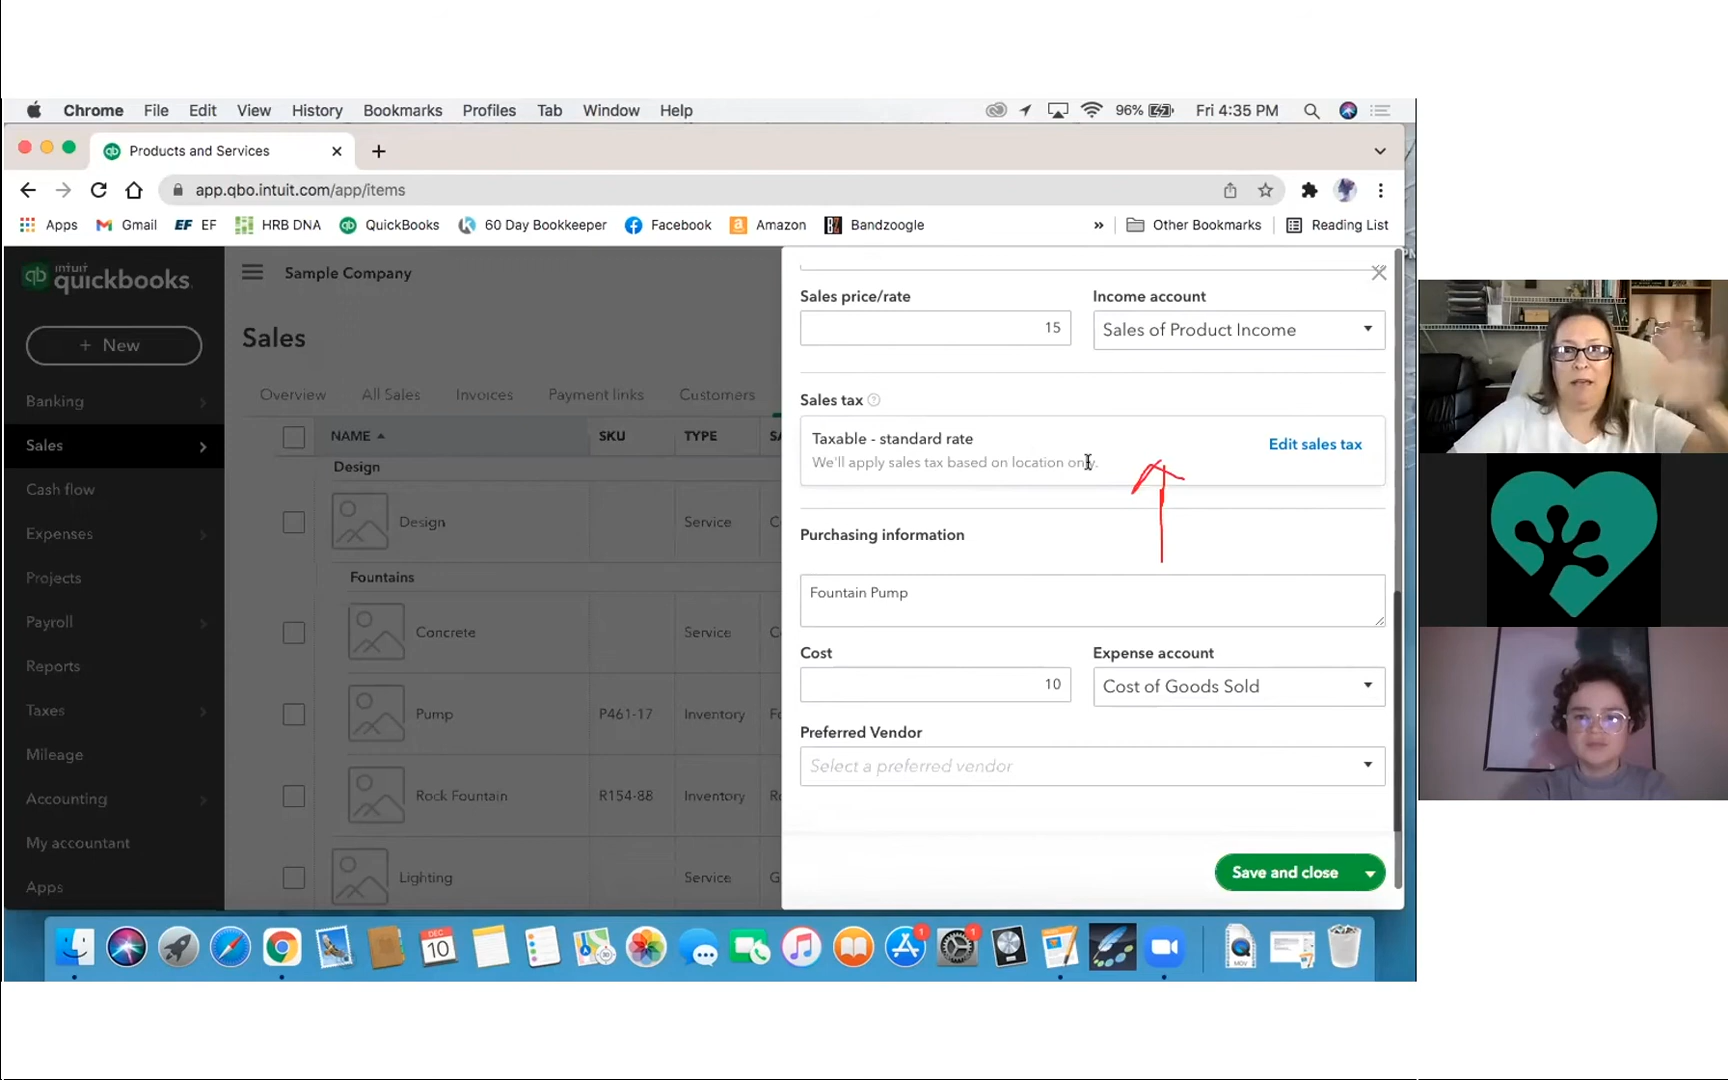 Chrome File Edit View History Bookmarks Profiles Tab Window Help 96% Fri 4:35 PM
Products and Services
app.qbo.intuit.com/app/items
Apps Gmail EF EF HRB DNA QuickBooks 60 Day Bookkeeper Facebook Amazon Bandzoogle » Other Bookmarks Reading List
intuit
quickbooks.
Sample Company
+ New
Sales
Banking
Sales
Cash flow
Expenses
Projects
Payroll
Reports
Taxes
Mileage
Accounting
My accountant
Apps
Overview All Sales Invoices Payment links Customers
NAME SKU TYPE SA
Design
Design Service
Fountains
Concrete Service
Pump P461-17 Inventory
Rock Fountain R154-88 Inventory
Lighting Service
Sales price/rate Income account
15 Sales of Product Income
Sales tax
Taxable - standard rate
Edit sales tax
We'll apply sales tax based on location only.
Purchasing information
Fountain Pump
Cost Expense account
10 Cost of Goods Sold
Preferred Vendor
Select a preferred vendor
Save and close
DEC
10
1
1
MOV